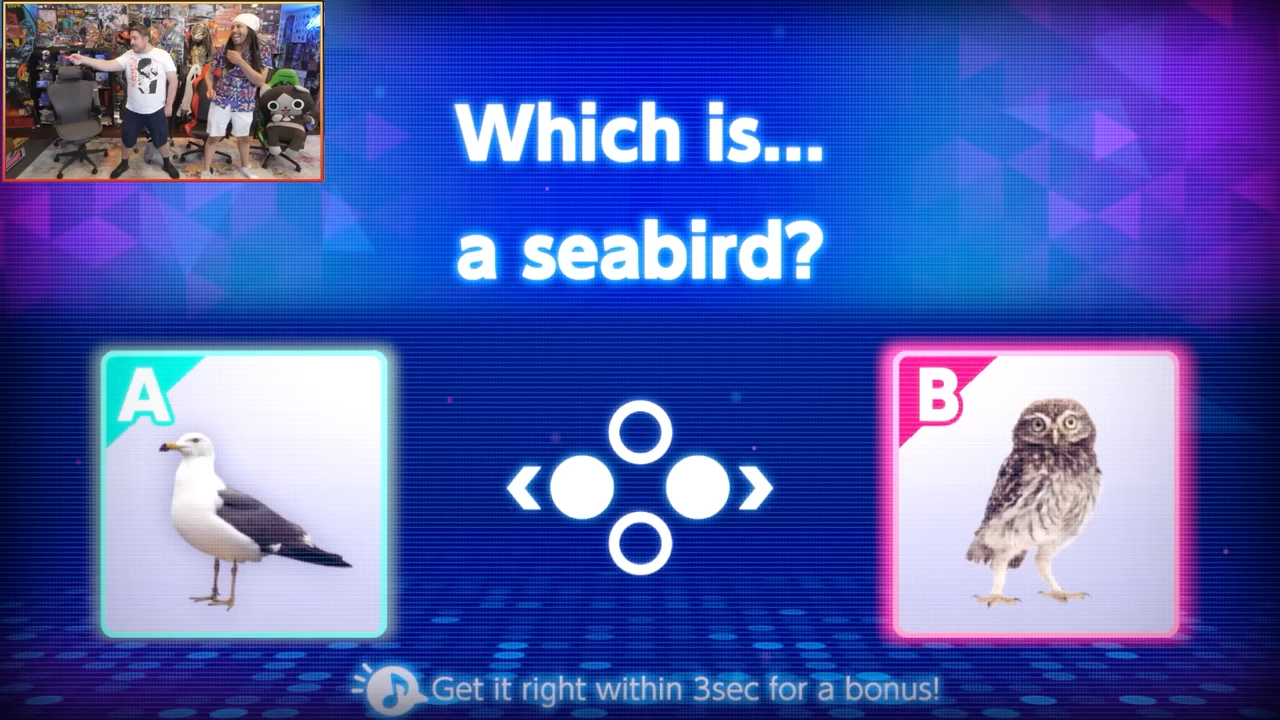 Which is...
a seabird?
A
B
Get it right within 3sec for a bonus!